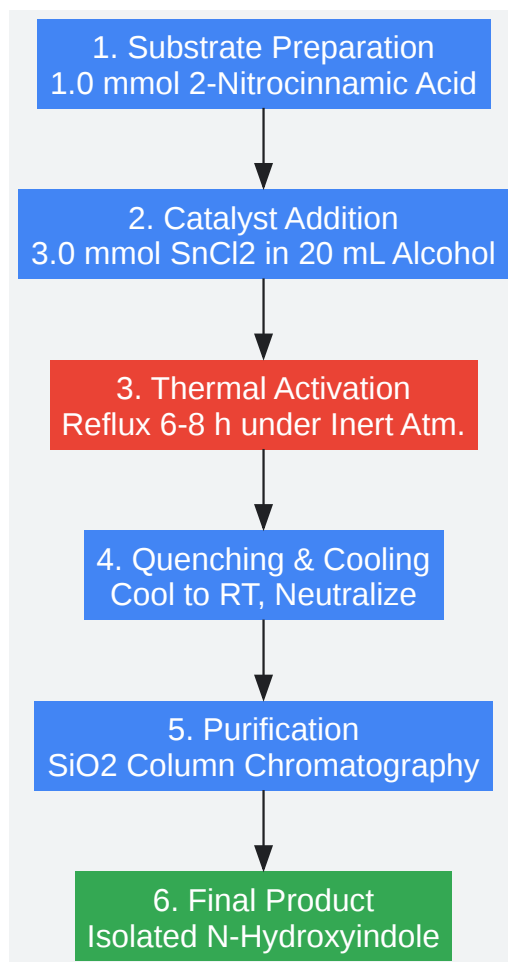 1. Substrate Preparation
1.0 mmol 2-Nitrocinnamic Acid
2. Catalyst Addition
3.0 mmol SnCl2 in 20 mL Alcohol
3. Thermal Activation
Reflux 6-8 h under Inert Atm.
4. Quenching & Cooling
Cool to RT, Neutralize
5. Purification
SiO2 Column Chromatography
6. Final Product
Isolated N-Hydroxyindole